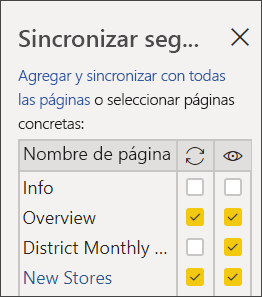 Sincronizar seg...
Agregar y sincronizar con todas
las páginas o seleccionar páginas
concretas:
Nombre de página
Info
Overview
District Monthly ...
New Stores